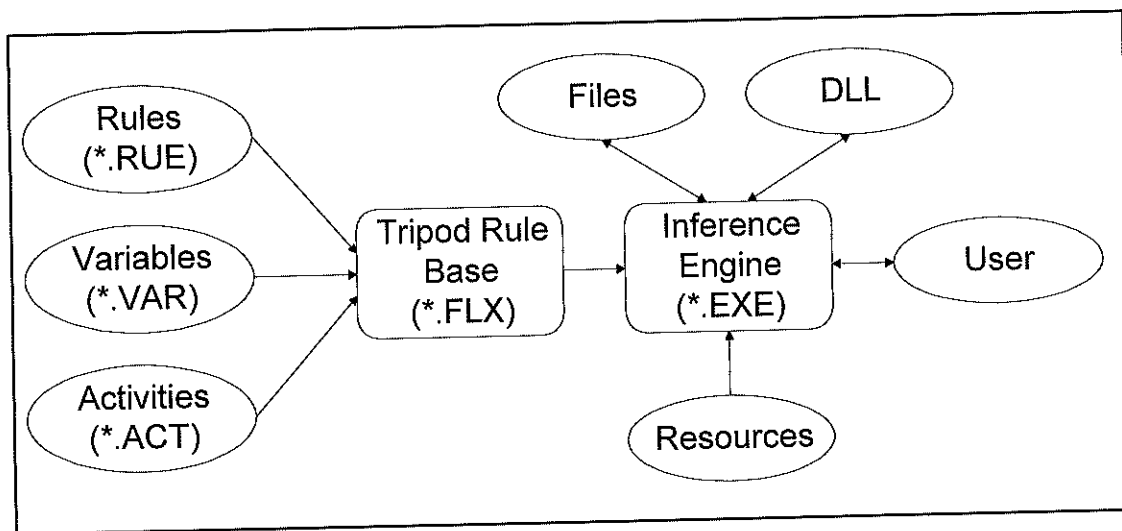 Rules
(*.RUE)
Variables
(*.VAR)
Activities
(*.ACT)
Tripod Rule
Base
(*.FLX)
Files
DLL
Inference
Engine
(*.EXE)
User
Resources